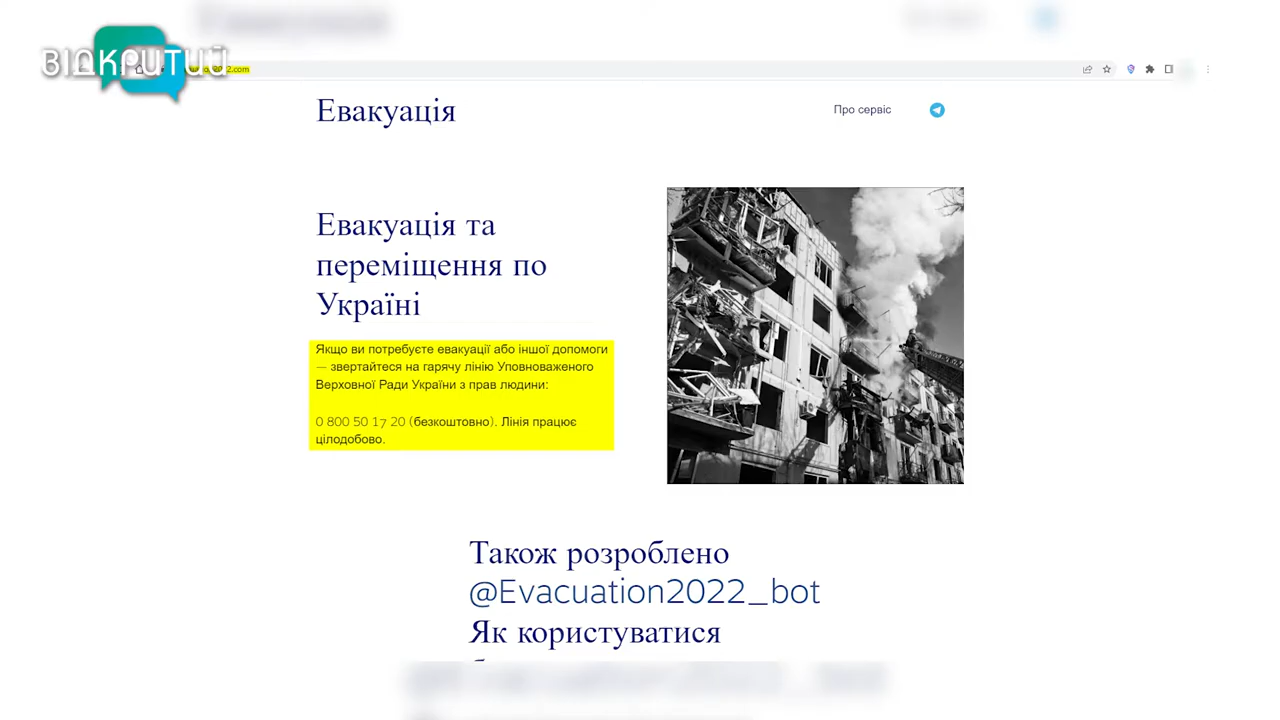 ВІДКРИТИЙ
Евакуація
Про сервіс
Евакуація та
переміщення по
Україні
Якщо ви потребуєте евакуації або іншої допомоги
— звертайтеся на гарячу лінію Уповноваженого
Верховної Ради України з прав людини:
0 800 50 17 20 (безкоштовно). Лінія працює
цілодобово.
Також розроблено
@Evacuation2022_bot
Як користуватися